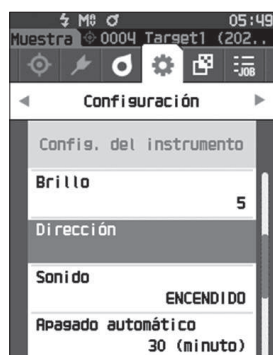 M 05:49
Muestra 0004 Target1 (202..
JOB
Configuración
Config. del instrumento
Brillo
5
Dirección
Sonido
ENCENDIDO
Apagado automático
30 (minuto)